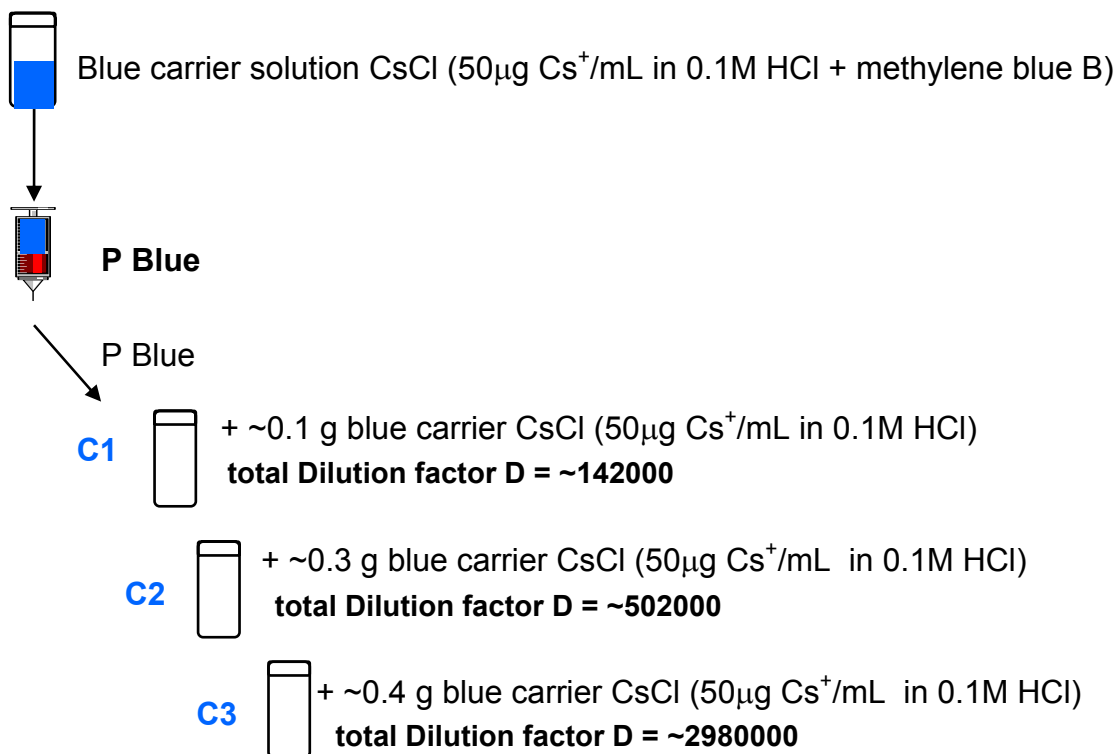 Blue carrier solution CsCl (50μg Cs⁺/mL in 0.1M HCl + methylene blue B)
P Blue
P Blue
C1
+ ~0.1 g blue carrier CsCl (50μg Cs⁺/mL in 0.1M HCl)
total Dilution factor D = ~142000
C2
+ ~0.3 g blue carrier CsCl (50μg Cs⁺/mL  in 0.1M HCl)
total Dilution factor D = ~502000
C3
+ ~0.4 g blue carrier CsCl (50μg Cs⁺/mL  in 0.1M HCl)
total Dilution factor D = ~2980000